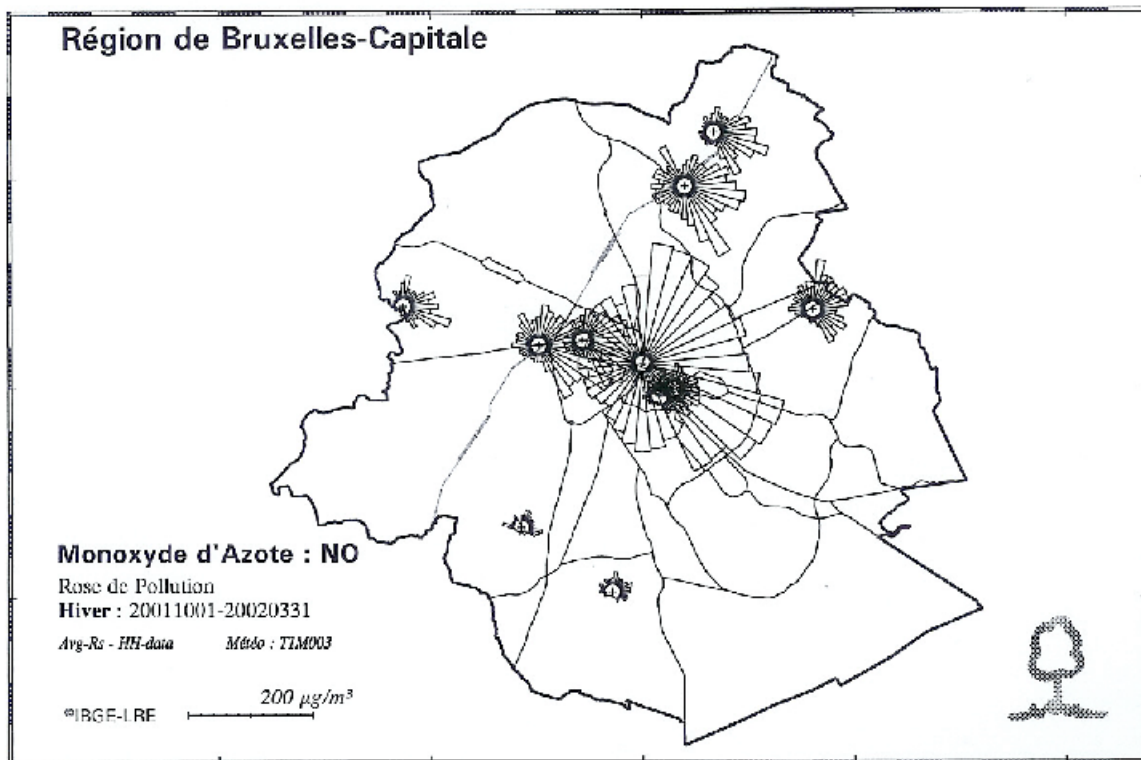 Région de Bruxelles-Capitale
Monoxyde d'Azote : NO
Rose de Pollution
Hiver : 20011001-20020331
Avg-Rs - HH-data Météo : TIM003
200 µg/m³
©IBGE-LRE